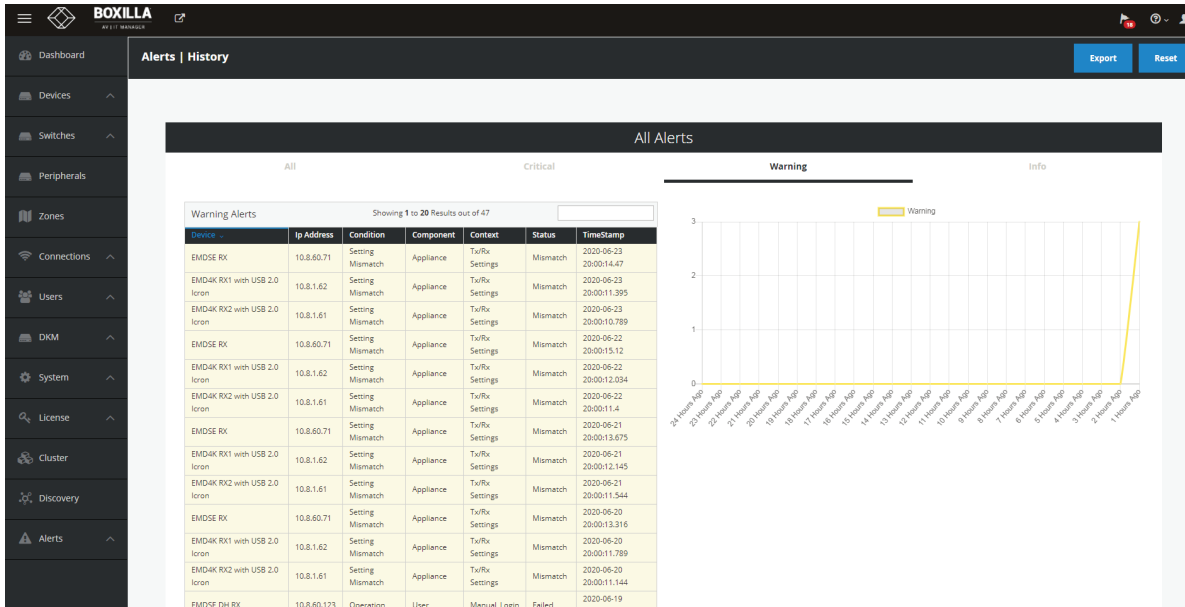 BOXILLA
AV | IT MANAGER
18
Dashboard
Devices
Switches
Peripherals
Zones
Connections
Users
DKM
System
License
Cluster
Discovery
Alerts
Alerts | History
Export
Reset
All Alerts
All
Critical
Warning
Info
Warning Alerts
Showing 1 to 20 Results out of 47
Device Ip Address Condition Component Context Status TimeStamp
EMDSE RX 10.8.60.71 Setting Mismatch Appliance Tx/Rx Settings Mismatch 2020-06-23 20:00:14.47
EMD4K RX1 with USB 2.0 Icron 10.8.1.62 Setting Mismatch Appliance Tx/Rx Settings Mismatch 2020-06-23 20:00:11.395
EMD4K RX2 with USB 2.0 Icron 10.8.1.61 Setting Mismatch Appliance Tx/Rx Settings Mismatch 2020-06-23 20:00:10.789
EMDSE RX 10.8.60.71 Setting Mismatch Appliance Tx/Rx Settings Mismatch 2020-06-22 20:00:15.12
EMD4K RX1 with USB 2.0 Icron 10.8.1.62 Setting Mismatch Appliance Tx/Rx Settings Mismatch 2020-06-22 20:00:12.034
EMD4K RX2 with USB 2.0 Icron 10.8.1.61 Setting Mismatch Appliance Tx/Rx Settings Mismatch 2020-06-22 20:00:11.4
EMDSE RX 10.8.60.71 Setting Mismatch Appliance Tx/Rx Settings Mismatch 2020-06-21 20:00:13.675
EMD4K RX1 with USB 2.0 Icron 10.8.1.62 Setting Mismatch Appliance Tx/Rx Settings Mismatch 2020-06-21 20:00:12.145
EMD4K RX2 with USB 2.0 Icron 10.8.1.61 Setting Mismatch Appliance Tx/Rx Settings Mismatch 2020-06-21 20:00:11.544
EMDSE RX 10.8.60.71 Setting Mismatch Appliance Tx/Rx Settings Mismatch 2020-06-20 20:00:13.316
EMD4K RX1 with USB 2.0 Icron 10.8.1.62 Setting Mismatch Appliance Tx/Rx Settings Mismatch 2020-06-20 20:00:11.789
EMD4K RX2 with USB 2.0 Icron 10.8.1.61 Setting Mismatch Appliance Tx/Rx Settings Mismatch 2020-06-20 20:00:11.144
EMDSE DH RX 10.8.60.123 Operation User Manual Login Failed 2020-06-19
Warning
3
2
1
0
24 Hours Ago
23 Hours Ago
22 Hours Ago
21 Hours Ago
20 Hours Ago
19 Hours Ago
18 Hours Ago
17 Hours Ago
16 Hours Ago
15 Hours Ago
14 Hours Ago
13 Hours Ago
12 Hours Ago
11 Hours Ago
10 Hours Ago
9 Hours Ago
8 Hours Ago
7 Hours Ago
6 Hours Ago
5 Hours Ago
4 Hours Ago
3 Hours Ago
2 Hours Ago
1 Hours Ago